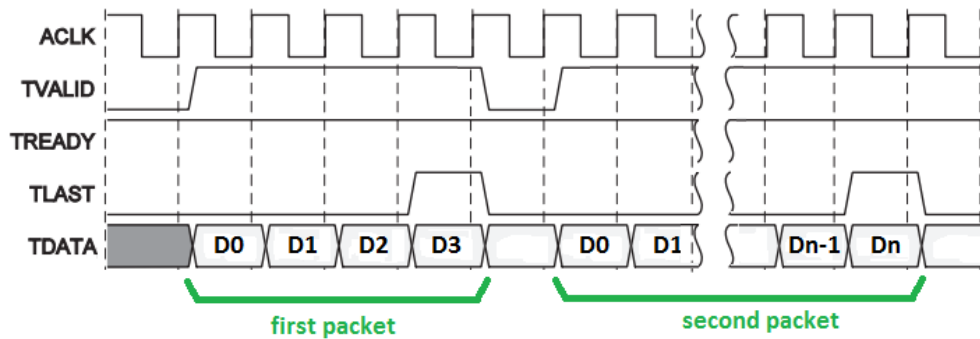 ACLK
TVALID
TREADY
TLAST
TDATA D0 D1 D2 D3 D0 D1 Dn-1 Dn
first packet second packet